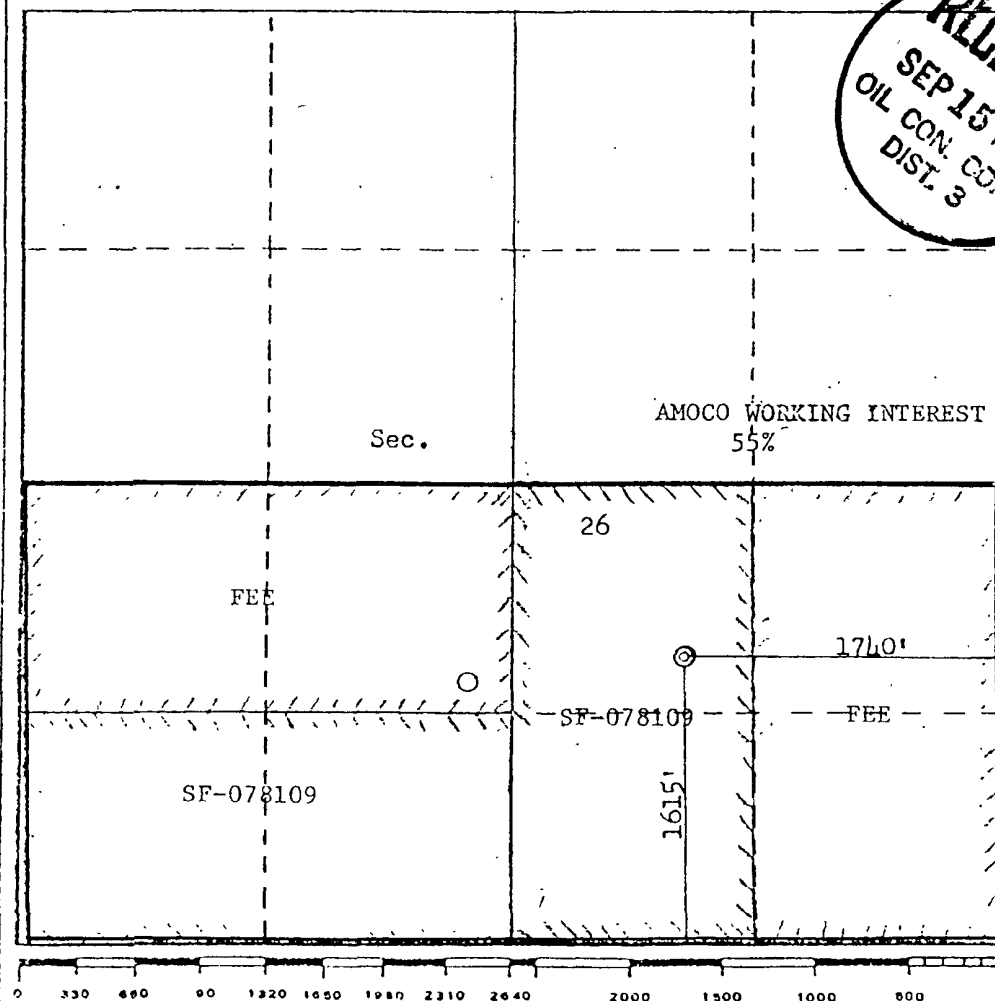 SEP 15
OIL CON. CO
DIST. 3
AMOCO WORKING INTEREST
55%
Sec.
26
FEE
1740'
SF-078109
FEE
SF-078109
1615'
0 330 660 90 1320 1650 1980 2310 2640 2000 1500 1000 500